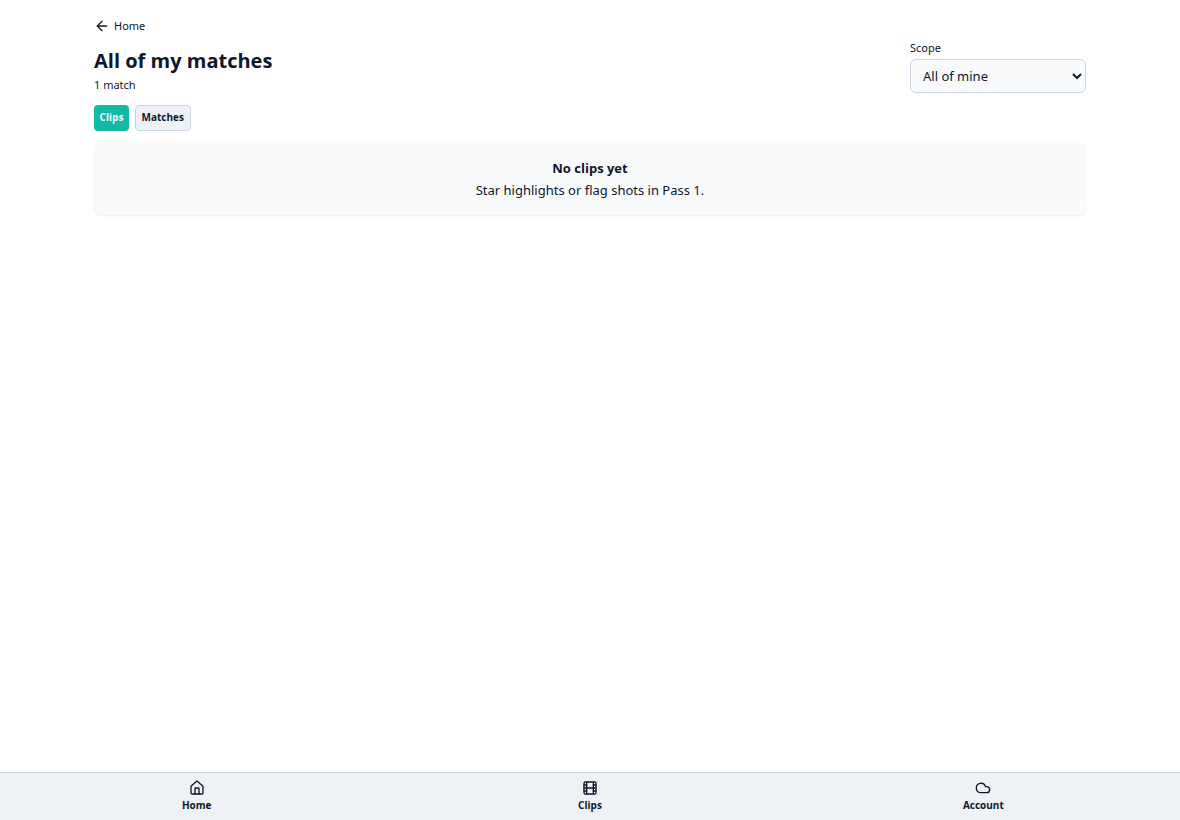 Home
All of my matches
1 match
Scope
All of mine
Clips
Matches
No clips yet
Star highlights or flag shots in Pass 1.
Home
Clips
Account